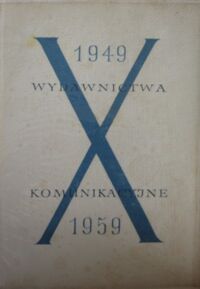 1949
WYDAWNICTWA
X
KOMUNIKACYJNE
1959